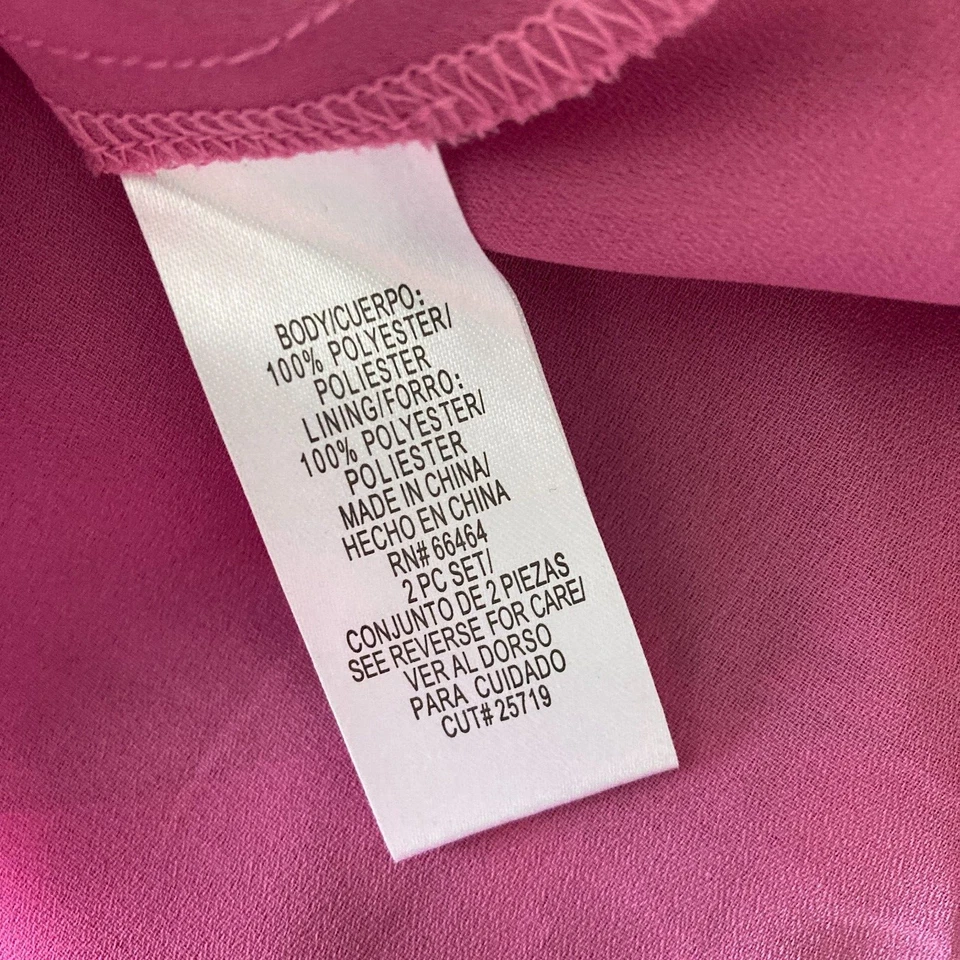 BODY/CUERPO:
100% POLYESTER/
POLIESTER
LINING/FORRO:
100% POLYESTER/
POLIESTER
MADE IN CHINA/
HECHO EN CHINA
RN# 66464
2 PC SET/
CONJUNTO DE 2 PIEZAS
SEE REVERSE FOR CARE/
VER AL DORSO
PARA CUIDADO
CUT# 25719